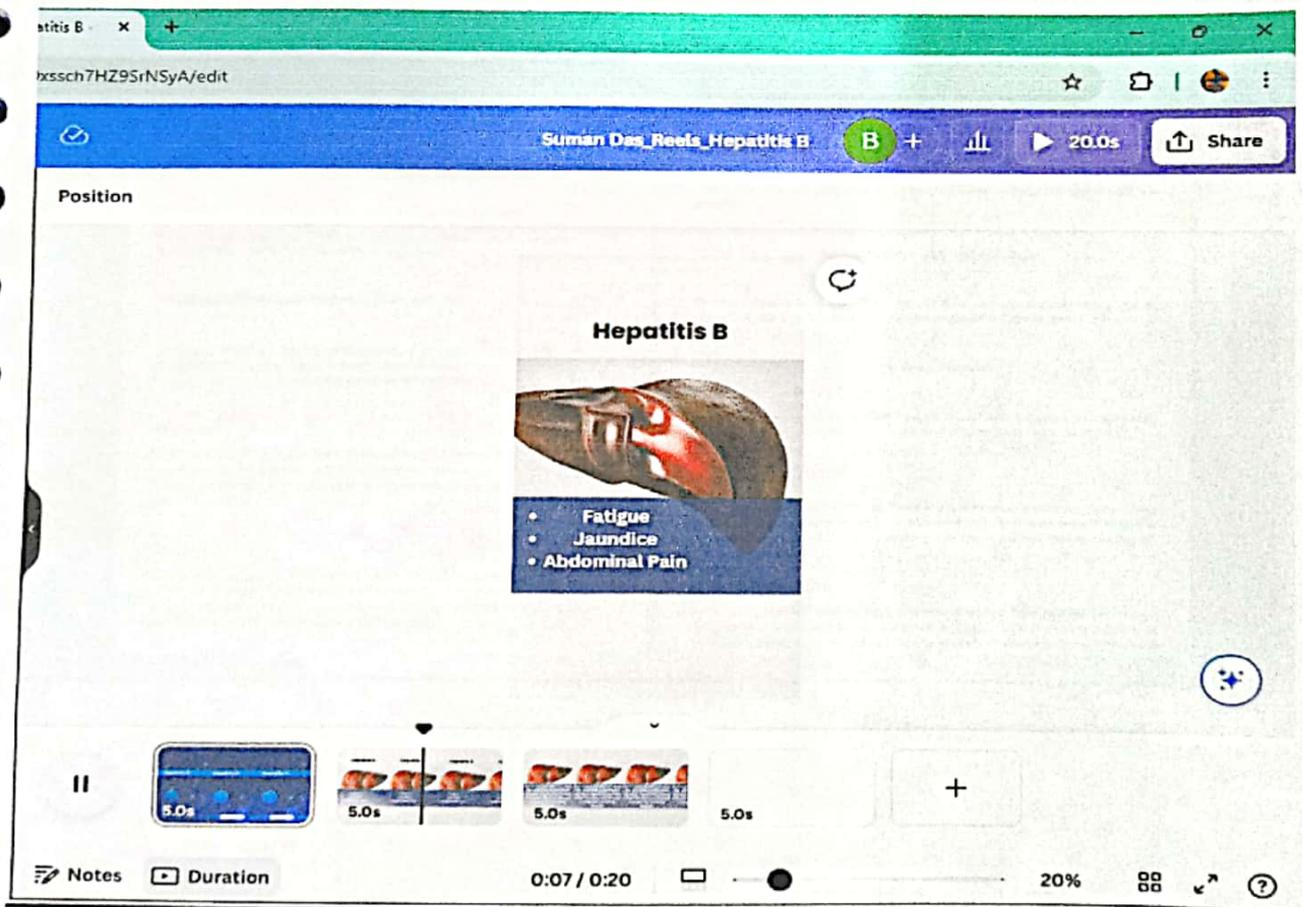 atitis B
xssch7HZ9SrNSyA/edit
Suman Das_Reels_Hepatitis B
B
20.0s
Share
Position
Hepatitis B
• Fatigue
• Jaundice
• Abdominal Pain
5.0s
5.0s
5.0s
5.0s
Notes
Duration
0:07 / 0:20
20%